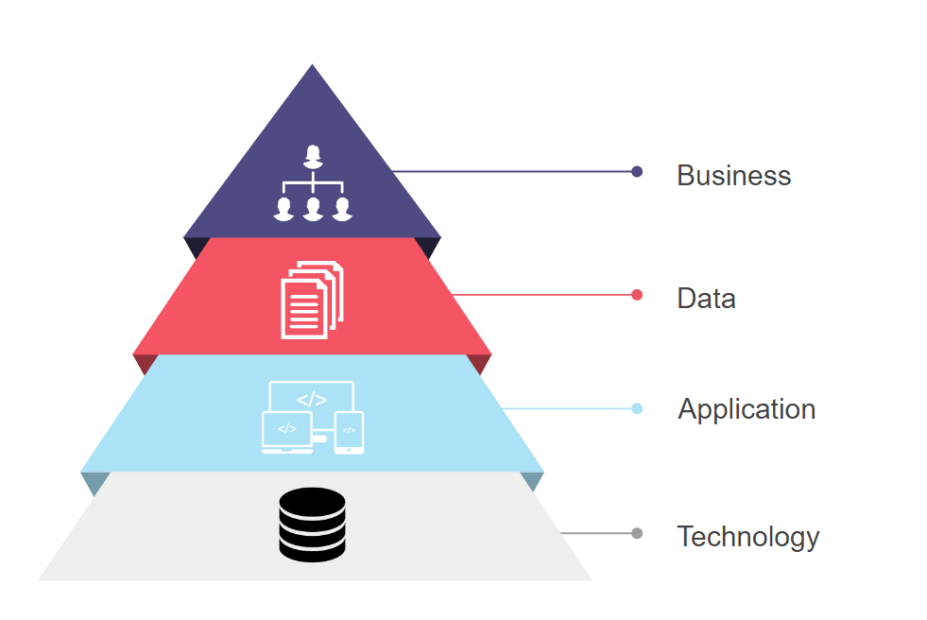 Business
Data
</>
</> </>
Application
Technology